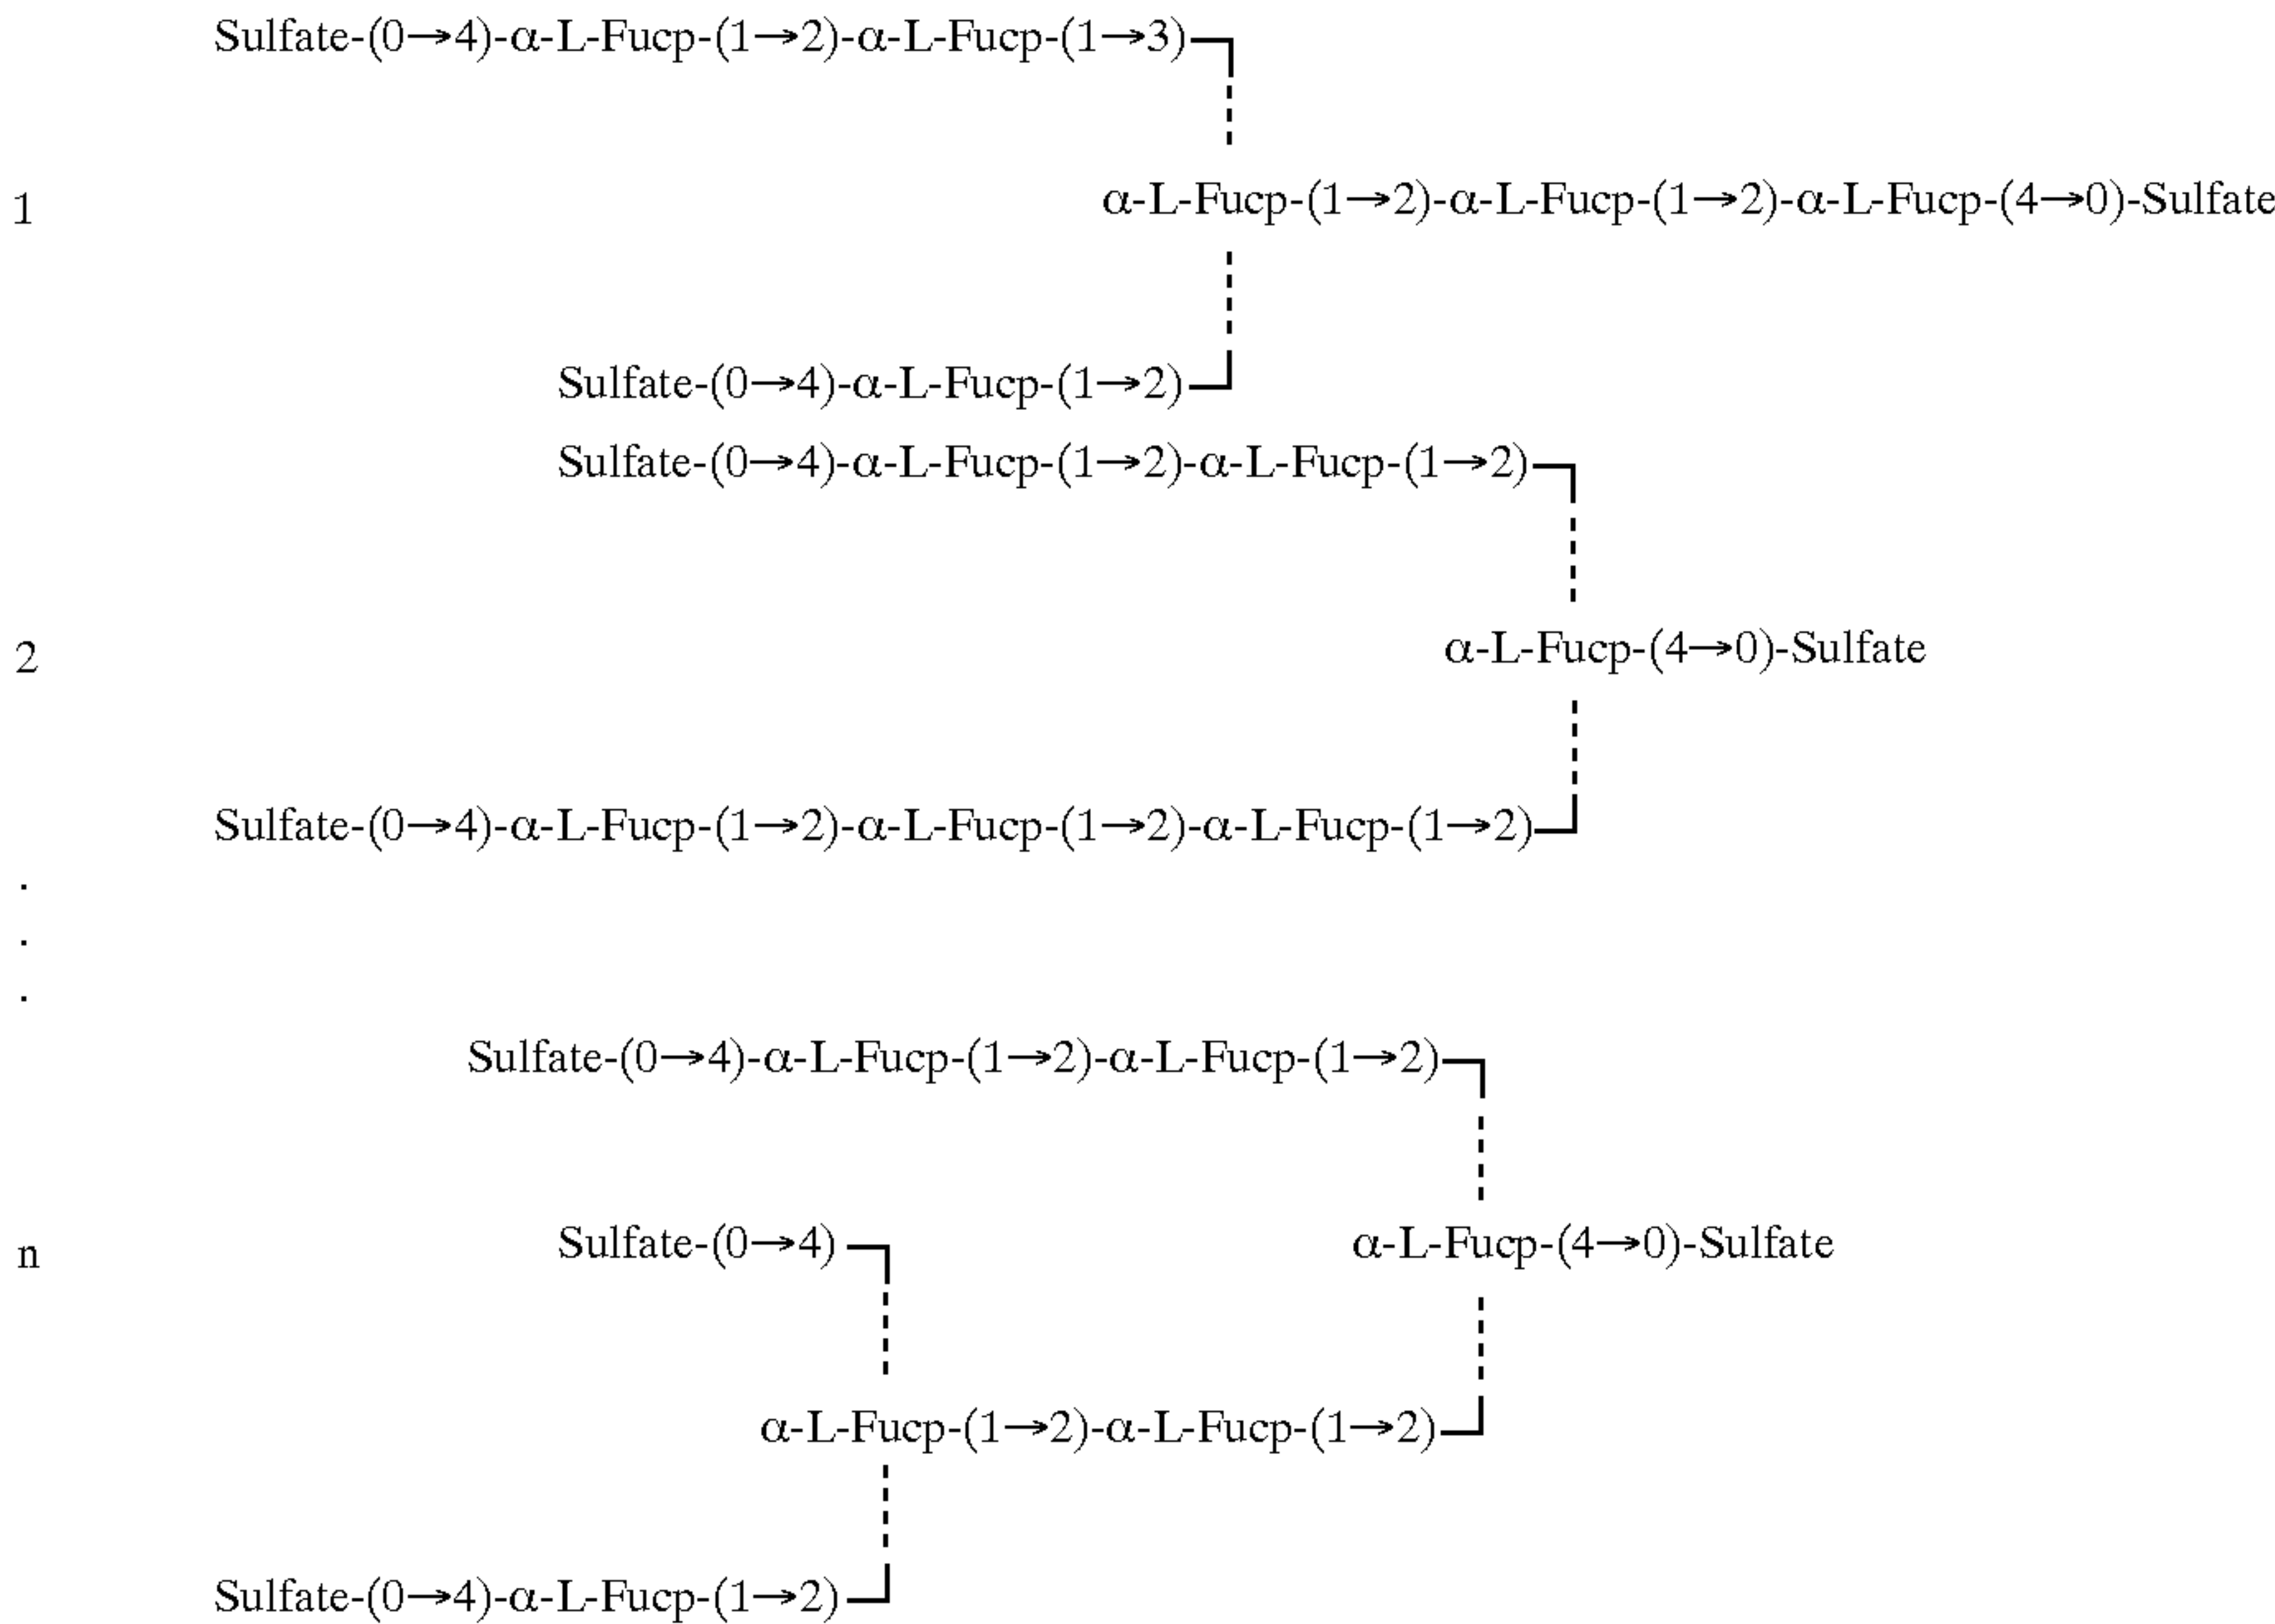 Sulfate-(0→4)-α-L-Fucp-(1→2)-α-L-Fucp-(1→3)
1 α-L-Fucp-(1→2)-α-L-Fucp-(1→2)-α-L-Fucp-(4→0)-Sulfate
Sulfate-(0→4)-α-L-Fucp-(1→2)
Sulfate-(0→4)-α-L-Fucp-(1→2)-α-L-Fucp-(1→2)
2 α-L-Fucp-(4→0)-Sulfate
Sulfate-(0→4)-α-L-Fucp-(1→2)-α-L-Fucp-(1→2)-α-L-Fucp-(1→2)
.
.
.
Sulfate-(0→4)-α-L-Fucp-(1→2)-α-L-Fucp-(1→2)
n Sulfate-(0→4) α-L-Fucp-(4→0)-Sulfate
α-L-Fucp-(1→2)-α-L-Fucp-(1→2)
Sulfate-(0→4)-α-L-Fucp-(1→2)